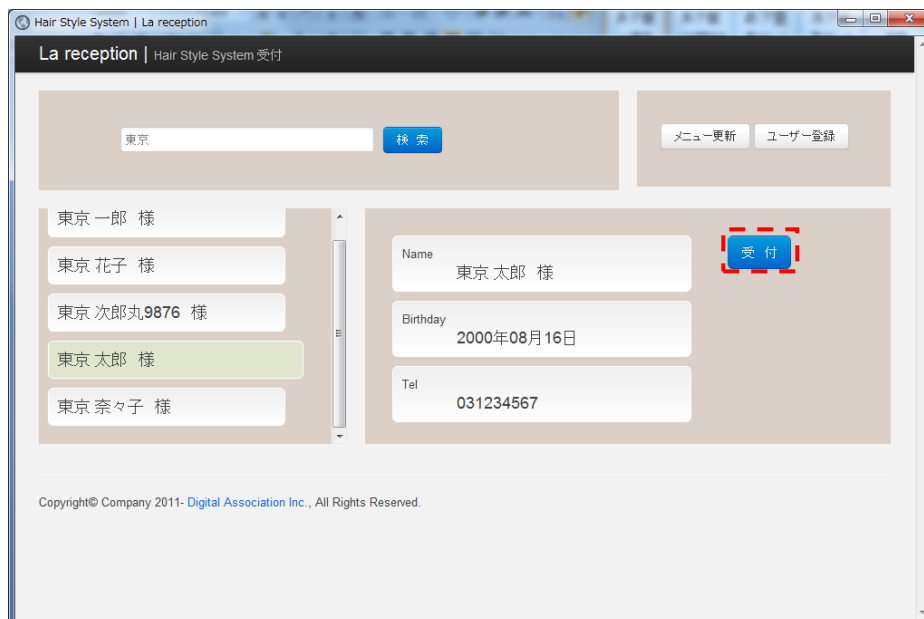 Hair Style System | La reception
La reception | Hair Style System 受付
東京
検 索
メニュー更新
ユーザー登録
東京 一郎 様
東京 花子 様
東京 次郎丸9876 様
東京 太郎 様
東京 奈々子 様
Name
東京 太郎 様
Birthday
2000年08月16日
Tel
031234567
受 付
Copyright© Company 2011- Digital Association Inc., All Rights Reserved.